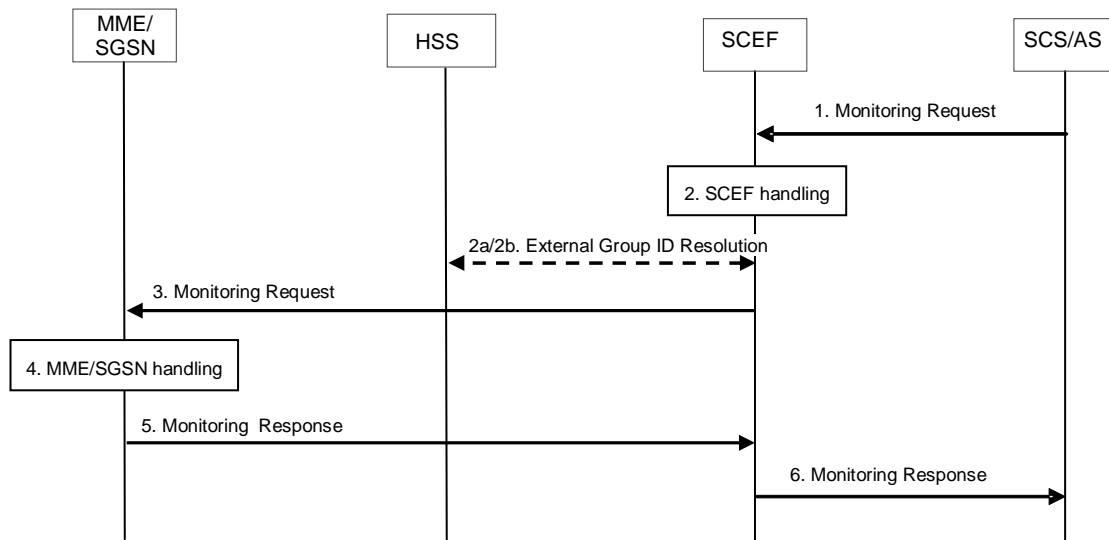 MME/
SGSN
HSS
SCEF
SCS/AS
1. Monitoring Request
2. SCEF handling
2a/2b. External Group ID Resolution
3. Monitoring Request
4. MME/SGSN handling
5. Monitoring Response
6. Monitoring Response